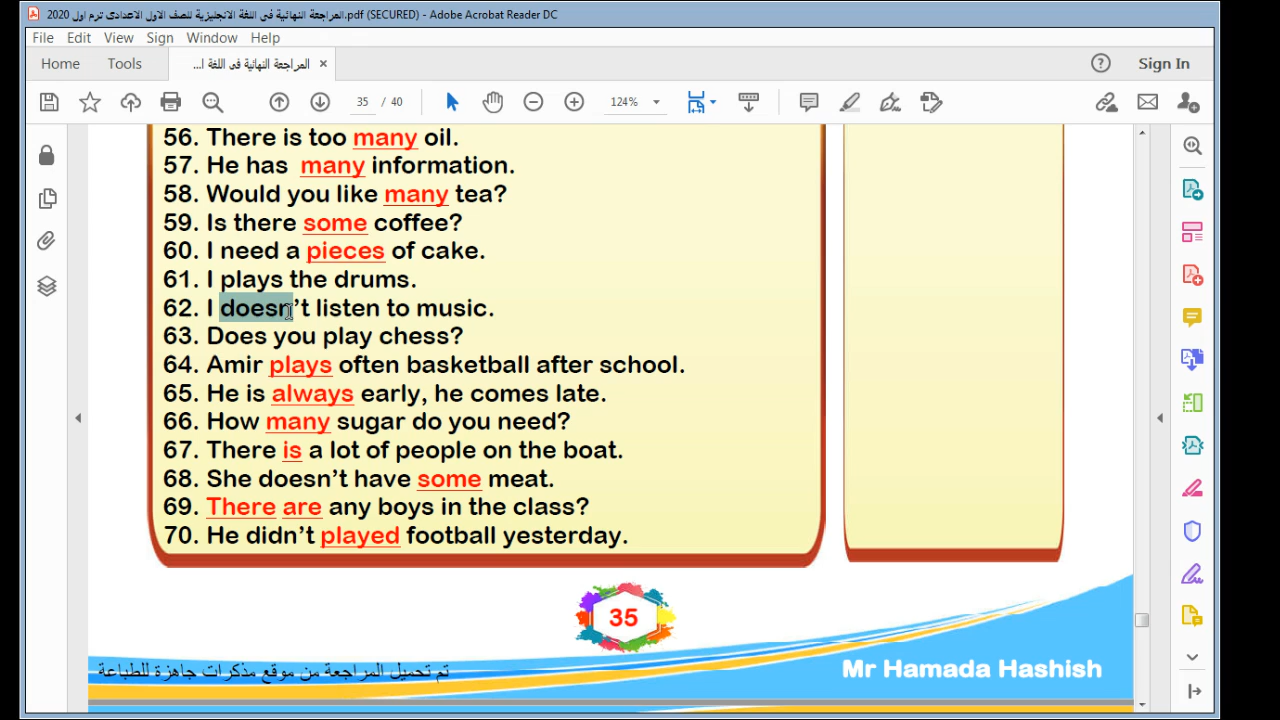 المراجعة النهائية فى اللغة الانجليزية للصف الاول الاعدادى ترم اول 2020.pdf (SECURED) - Adobe Acrobat Reader DC
File Edit View Sign Window Help
Home Tools المراجعة النهائية فى اللغة ا... × Sign In
35 / 40 124%
56. There is too many oil.
57. He has many information.
58. Would you like many tea?
59. Is there some coffee?
60. I need a pieces of cake.
61. I plays the drums.
62. I doesn’t listen to music.
63. Does you play chess?
64. Amir plays often basketball after school.
65. He is always early, he comes late.
66. How many sugar do you need?
67. There is a lot of people on the boat.
68. She doesn’t have some meat.
69. There are any boys in the class?
70. He didn’t played football yesterday.
35
تم تحميل المراجعة من موقع مذكرات جاهزة للطباعة
Mr Hamada Hashish